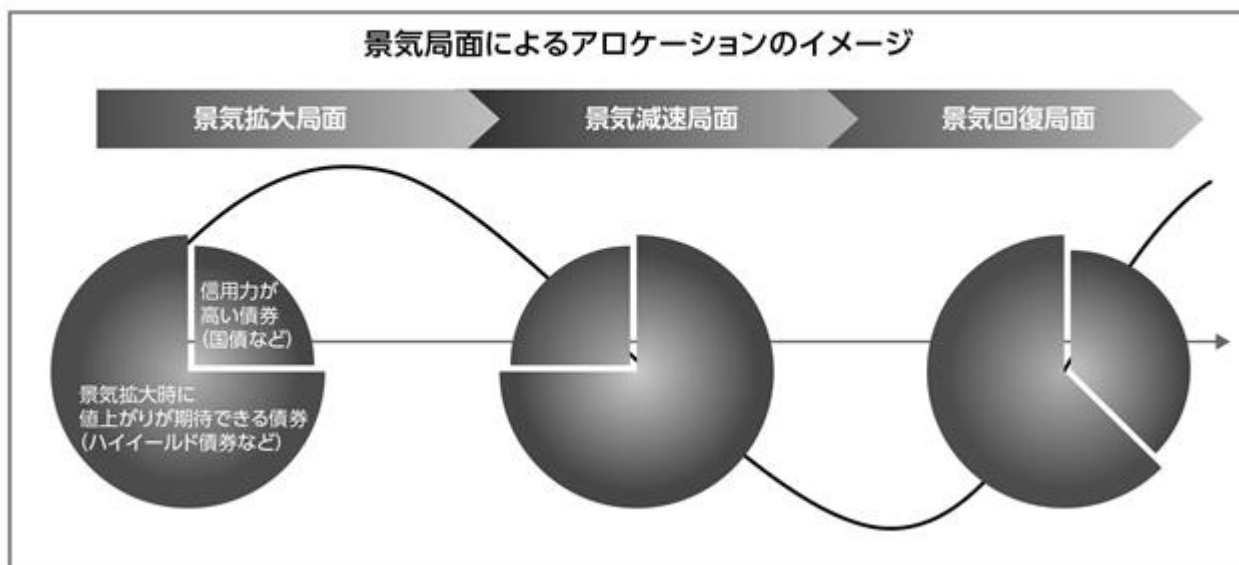 景気局面によるアロケーションのイメージ
景気拡大局面
景気減速局面
景気回復局面
信用力が
高い債券
(国債など)
景気拡大時に
値上がりが期待できる債券
(ハイイールド債券など)